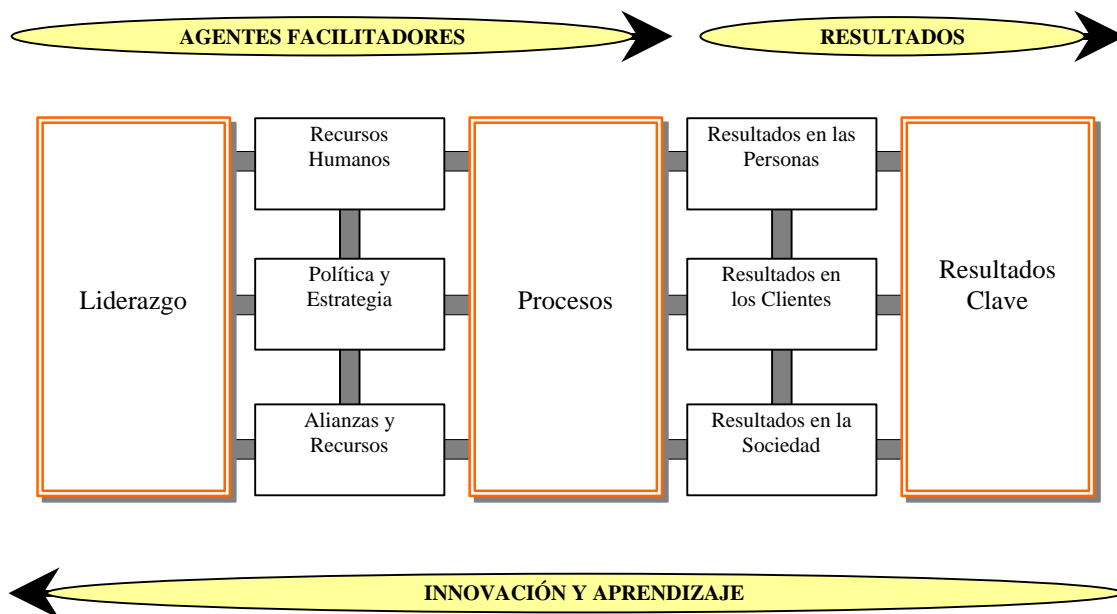 AGENTES FACILITADORES
RESULTADOS
Liderazgo
Recursos
Humanos
Política y
Estrategia
Alianzas y
Recursos
Procesos
Resultados en las
Personas
Resultados en
los Clientes
Resultados en la
Sociedad
Resultados
Clave
INNOVACIÓN Y APRENDIZAJE